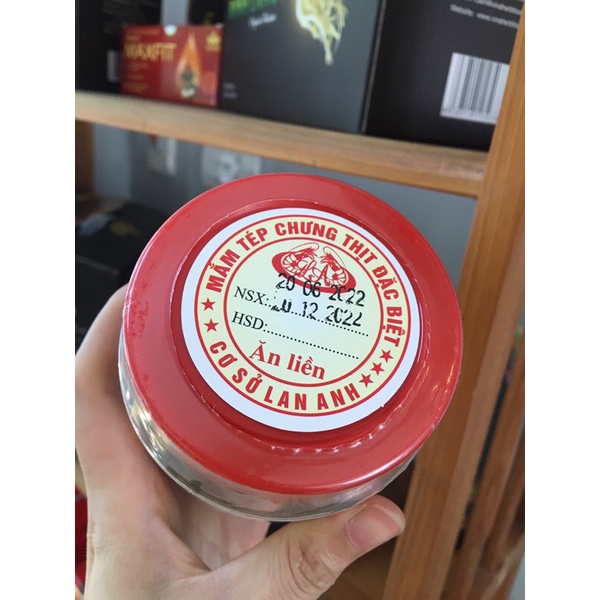 MẮM TÉP CHƯNG THỊT ĐẶC BIỆT
20 06 2022
NSX:
20 12 2022
HSD:
Ăn liền
CƠ SỞ LAN ANH